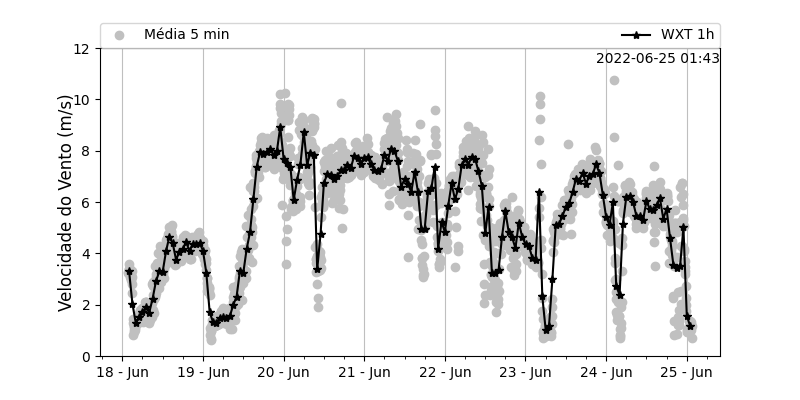 Média 5 min
WXT 1h
2022-06-25 01:43
Velocidade do Vento (m/s)
12
10
8
6
4
2
0
18 - Jun 19 - Jun 20 - Jun 21 - Jun 22 - Jun 23 - Jun 24 - Jun 25 - Jun